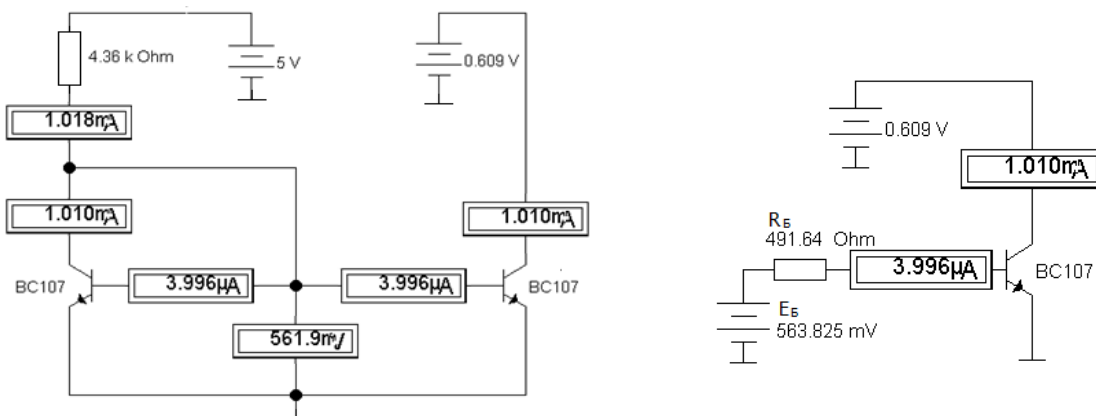 4.36 k Ohm
5 V
0.609 V
1.018mA
1.010mA
1.010mA
BC107
3.996µA
3.996µA
BC107
561.9m
0.609 V
1.010mA
RБ
491.64 Ohm
3.996µA
BC107
EБ
563.825 mV